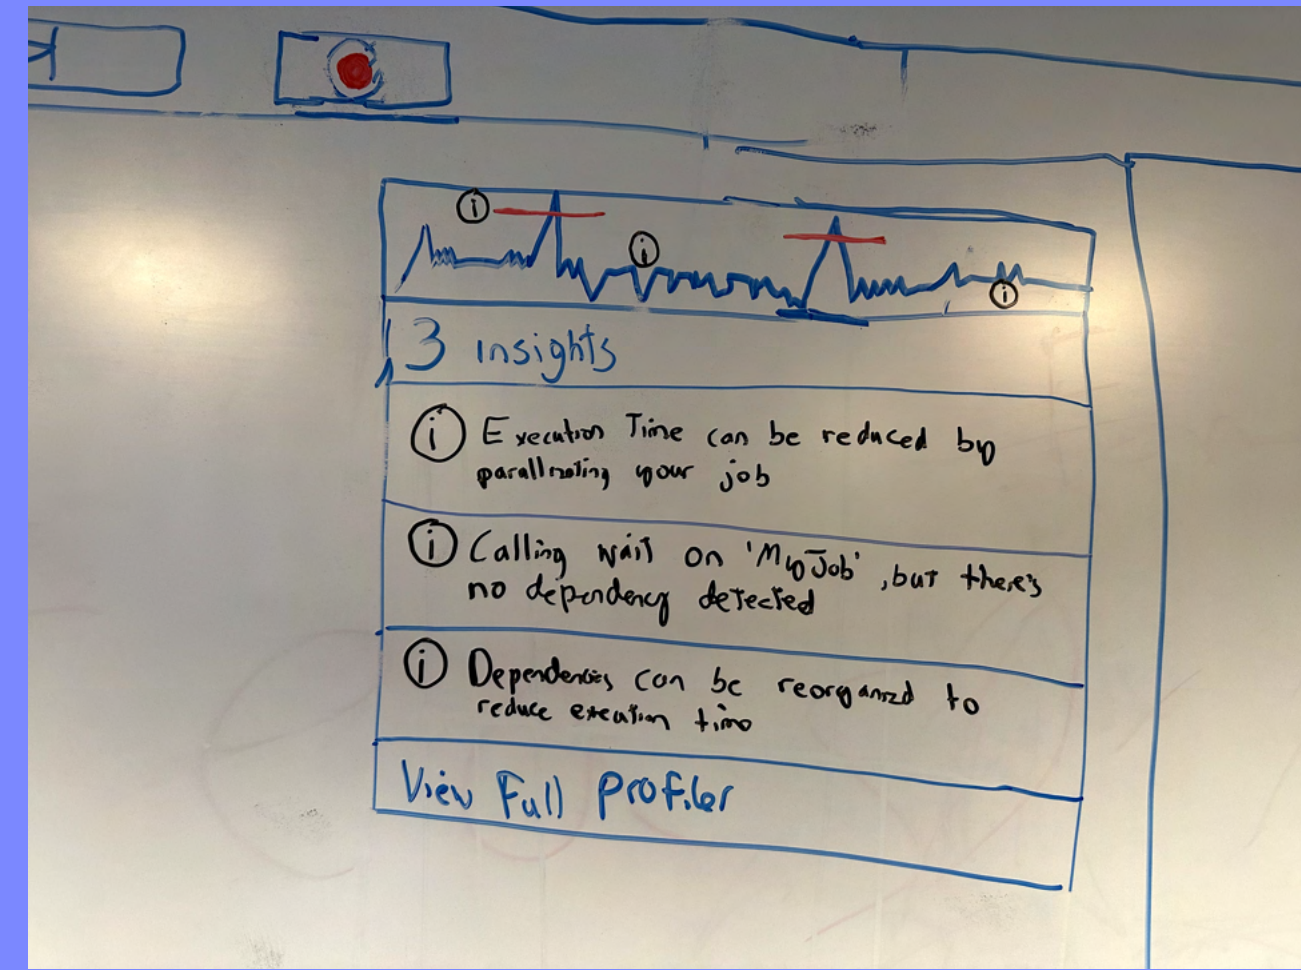 3 insights
Execution Time can be reduced by
your job
Calling wait on 'MyJob', but there's
no dependency detected
Dependencies can be reorganized to
reduce execution time
View Full Profiler